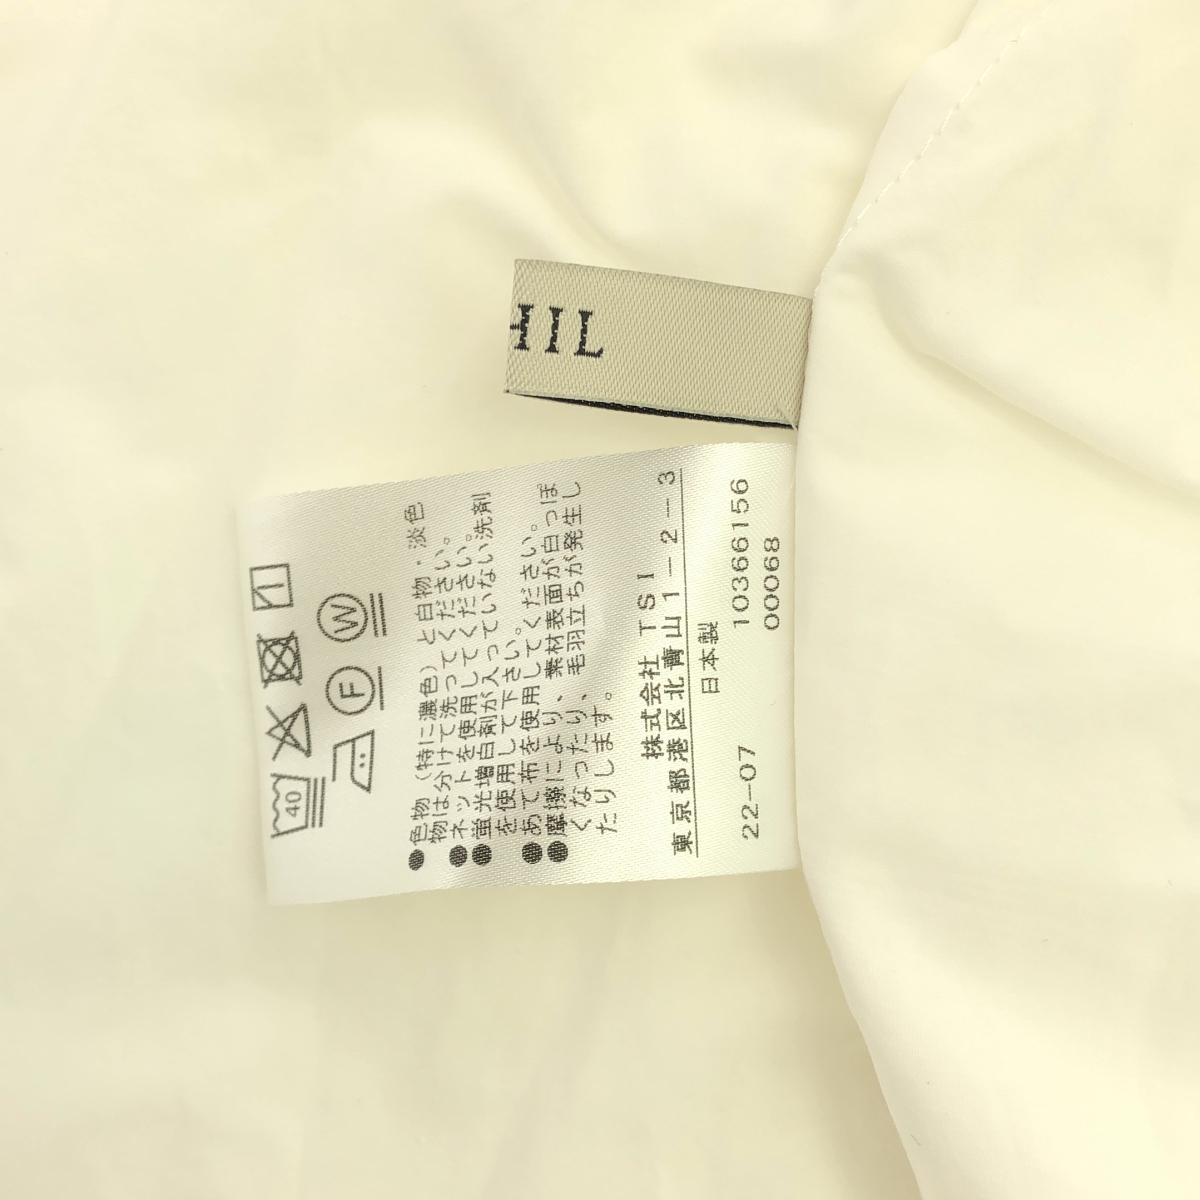 HIL
40
F
W
●色物（特に濃色）と白物・淡色
物は分けて洗ってください。
●ネットを使用してください。
●蛍光増白剤が入っていない洗剤
を使用して下さい。
●あて布を使用してください。
●摩擦により、素材表面が白っぽ
くなったり、毛羽立ちが発生し
たりします。
株式会社 TSI
東京都港区北青山1-2-3
日本製
22-07 10366156
00068